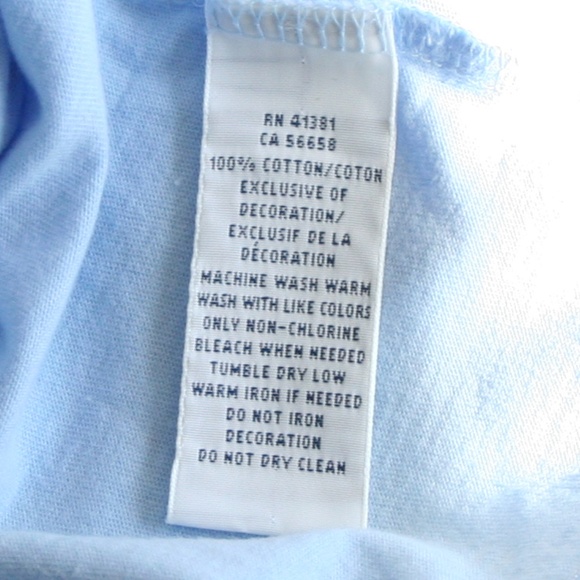 RN 41381
CA 56658
100% COTTON/COTON
EXCLUSIVE OF
DECORATION/
EXCLUSIF DE LA
DÉCORATION
MACHINE WASH WARM
WASH WITH LIKE COLORS
ONLY NON-CHLORINE
BLEACH WHEN NEEDED
TUMBLE DRY LOW
WARM IRON IF NEEDED
DO NOT IRON
DECORATION
DO NOT DRY CLEAN